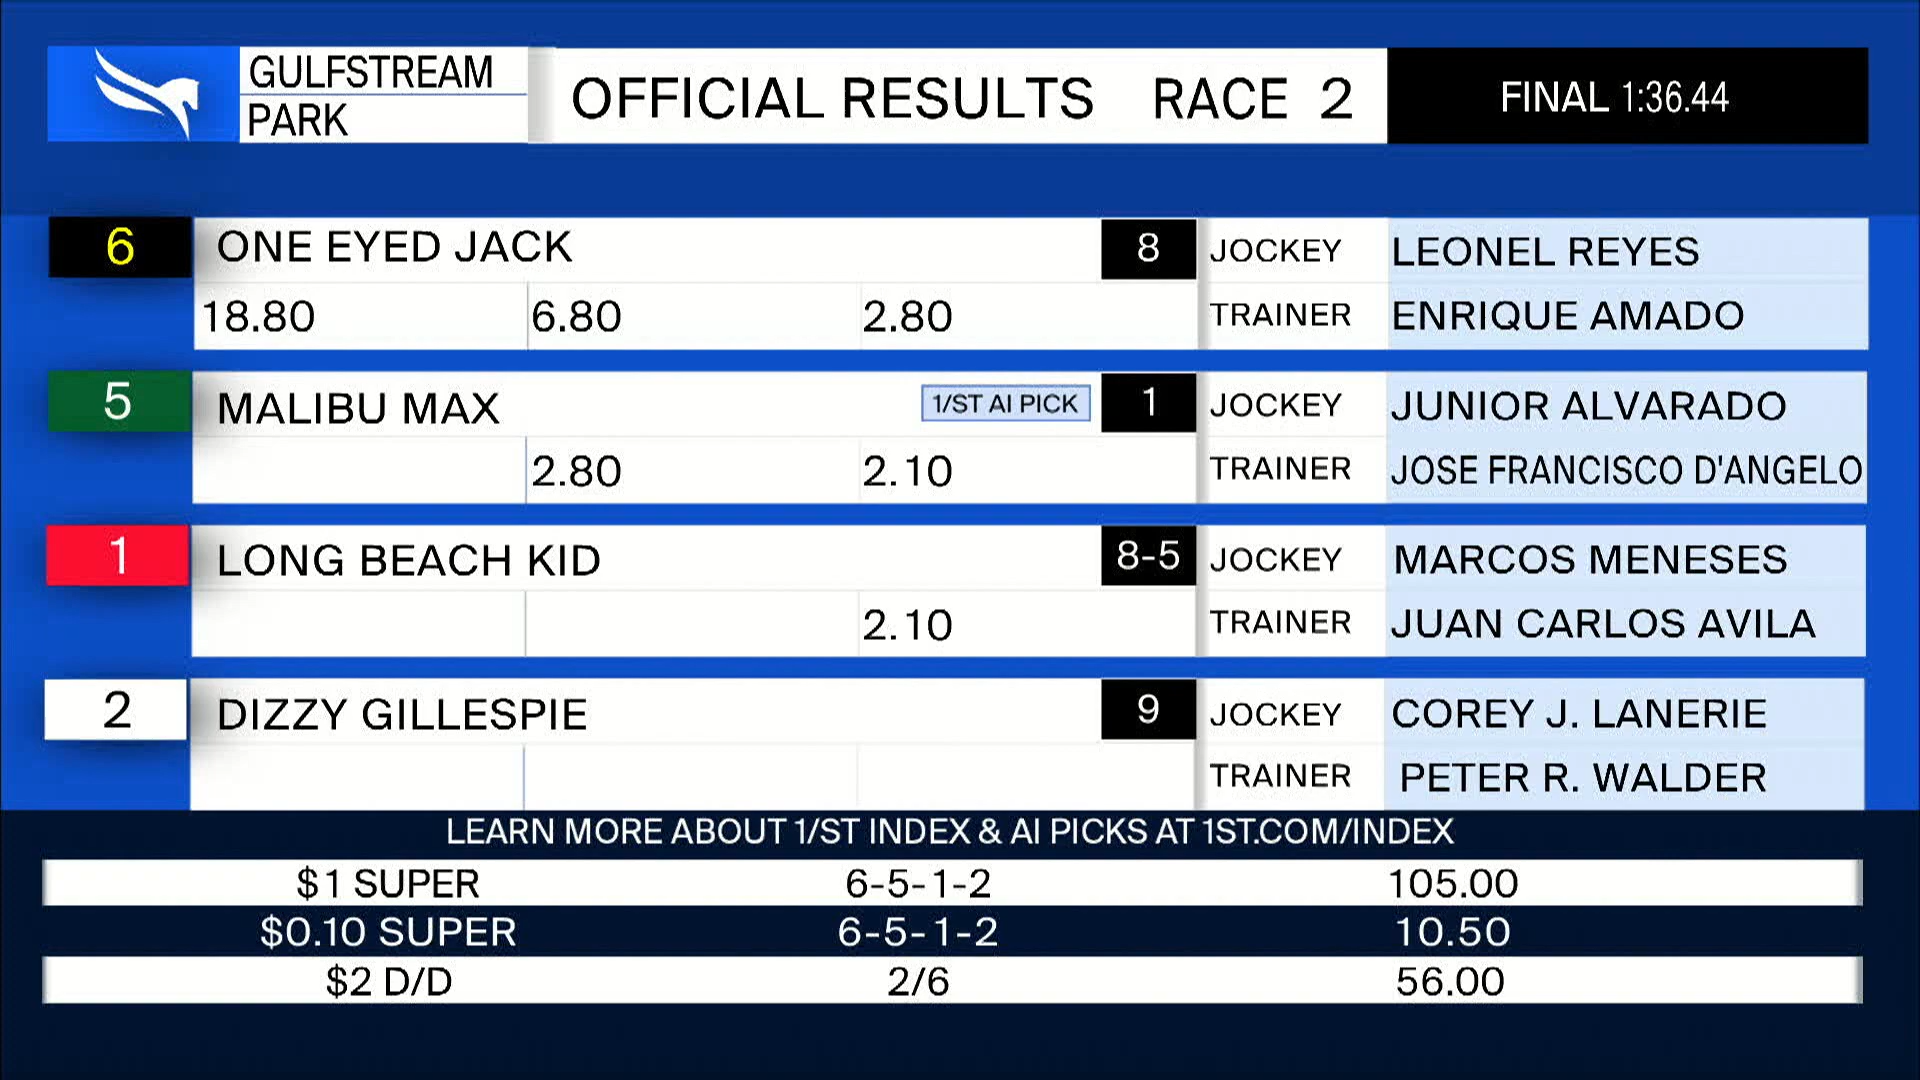 GULFSTREAM
PARK
OFFICIAL RESULTS RACE 2
FINAL 1:36.44
6 ONE EYED JACK 8 JOCKEY LEONEL REYES
18.80 6.80 2.80 TRAINER ENRIQUE AMADO
5 MALIBU MAX 1/ST AI PICK 1 JOCKEY JUNIOR ALVARADO
2.80 2.10 TRAINER JOSE FRANCISCO D'ANGELO
1 LONG BEACH KID 8-5 JOCKEY MARCOS MENESES
2.10 TRAINER JUAN CARLOS AVILA
2 DIZZY GILLESPIE 9 JOCKEY COREY J. LANERIE
TRAINER PETER R. WALDER
LEARN MORE ABOUT 1/ST INDEX & AI PICKS AT 1ST.COM/INDEX
$1 SUPER 6-5-1-2 105.00
$0.10 SUPER 6-5-1-2 10.50
$2 D/D 2/6 56.00